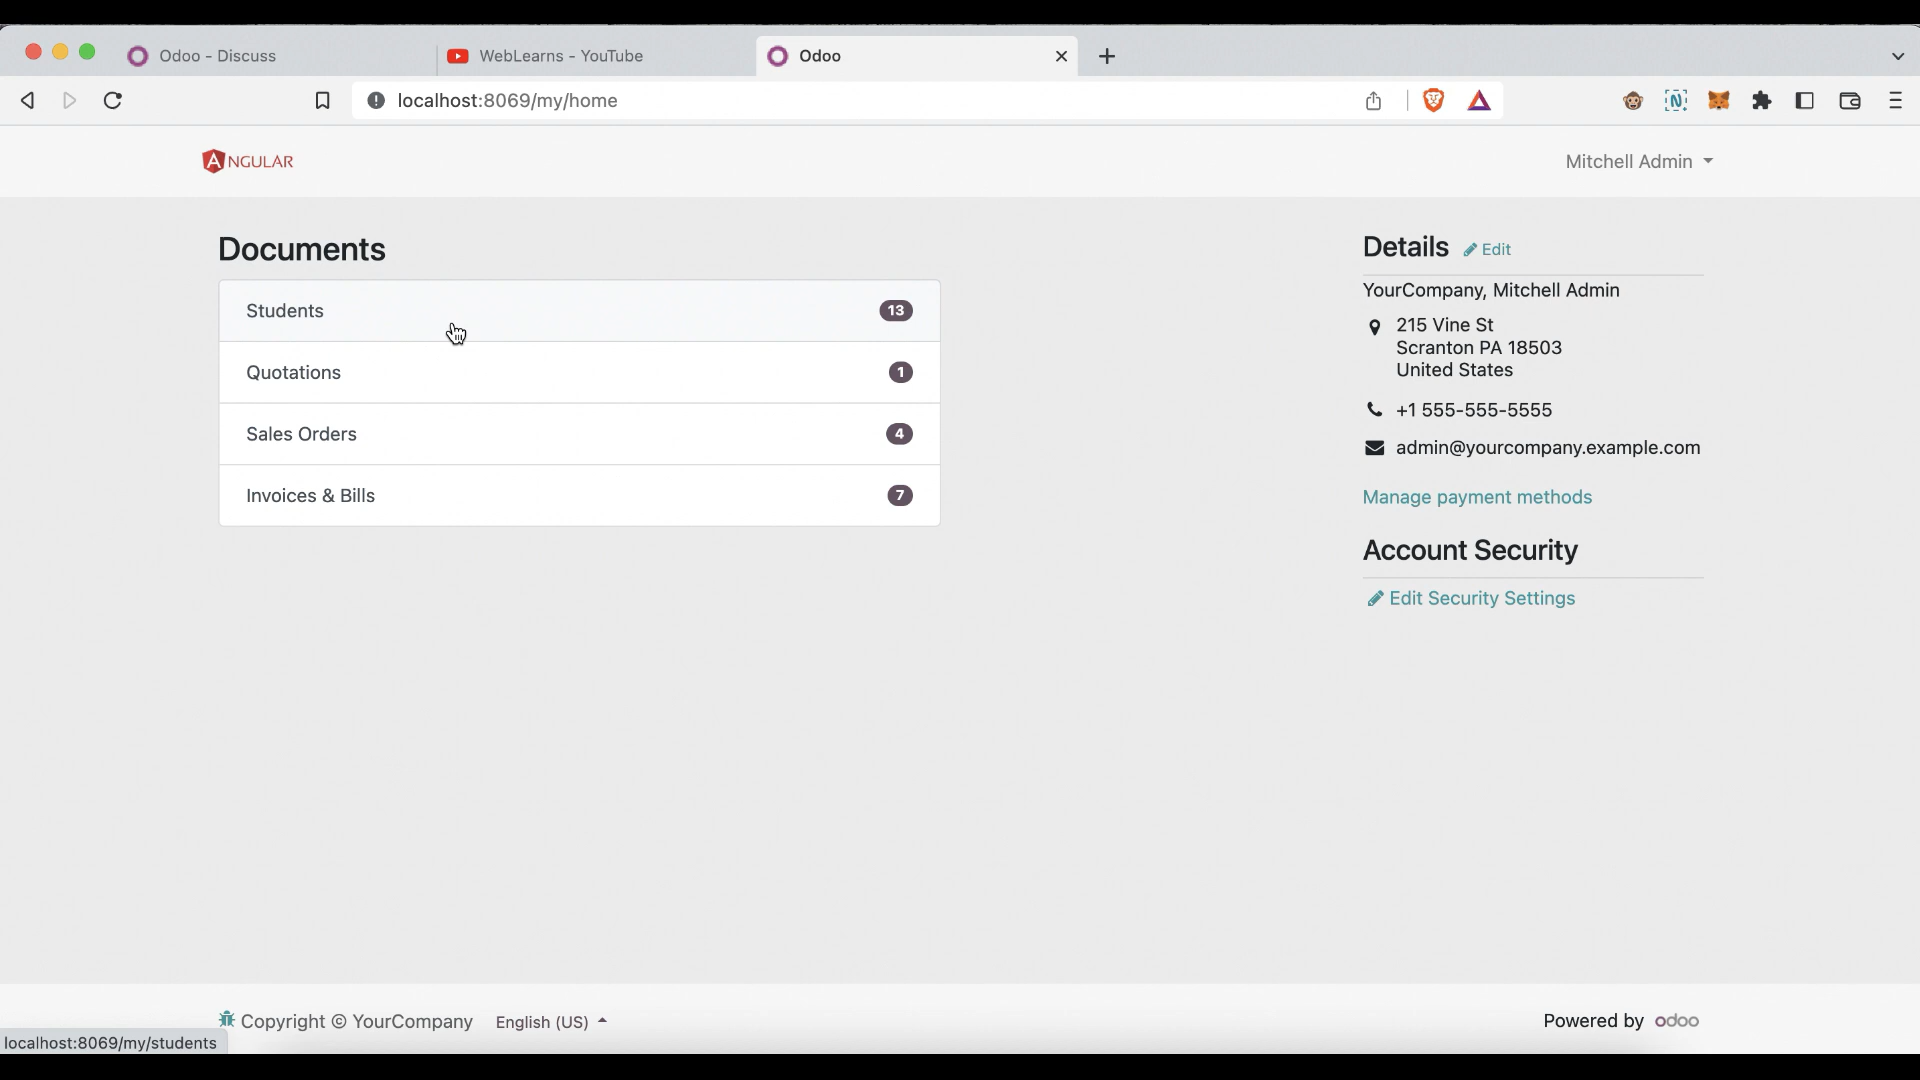 Odoo - Discuss
WebLearns - YouTube
Odoo
localhost:8069/my/home
ANGULAR
Mitchell Admin
Documents
Students 13
Quotations 1
Sales Orders 4
Invoices & Bills 7
Details Edit
YourCompany, Mitchell Admin
215 Vine St
Scranton PA 18503
United States
+1 555-555-5555
admin@yourcompany.example.com
Manage payment methods
Account Security
Edit Security Settings
Copyright © YourCompany English (US)
Powered by odoo
localhost:8069/my/students